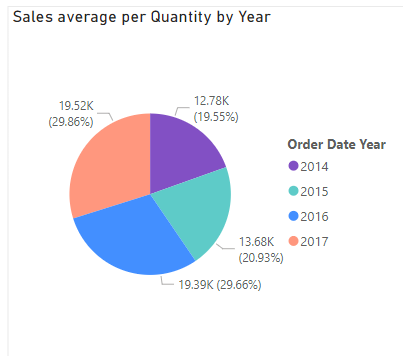 Sales average per Quantity by Year
19.52K
(29.86%)
12.78K
(19.55%)
Order Date Year
2014
2015
2016
2017
13.68K
(20.93%)
19.39K (29.66%)